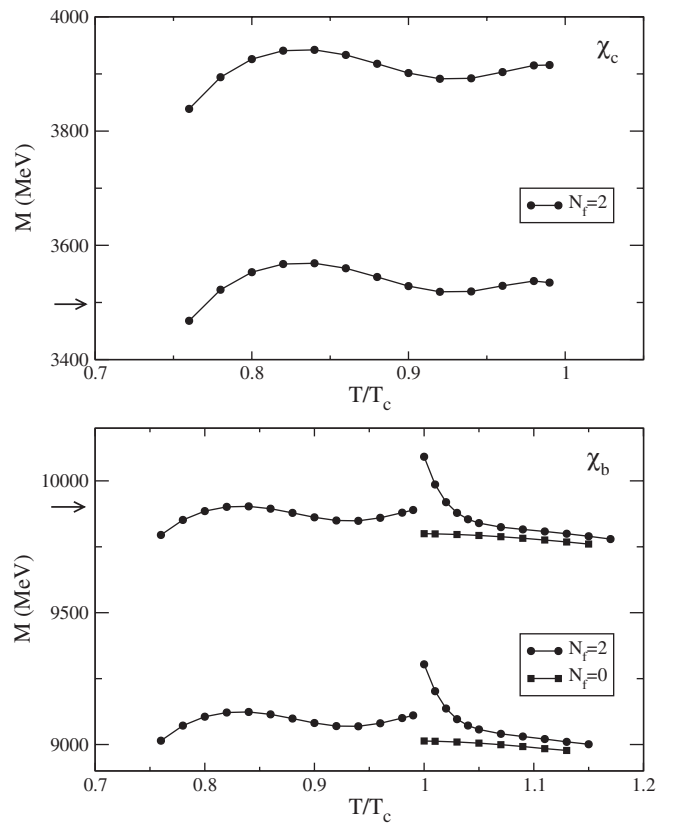 4000
χc
3800
M (MeV)
Nf=2
3600
3400
0.7 0.8 0.9 1
T/Tc
10000
χb
M (MeV)
9500
Nf=2
Nf=0
9000
0.7 0.8 0.9 1 1.1 1.2
T/Tc